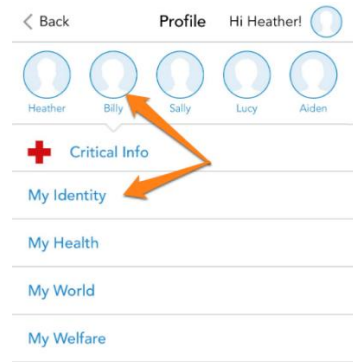 Back Profile Hi Heather!
Heather Billy Sally Lucy Aiden
Critical Info
My Identity
My Health
My World
My Welfare